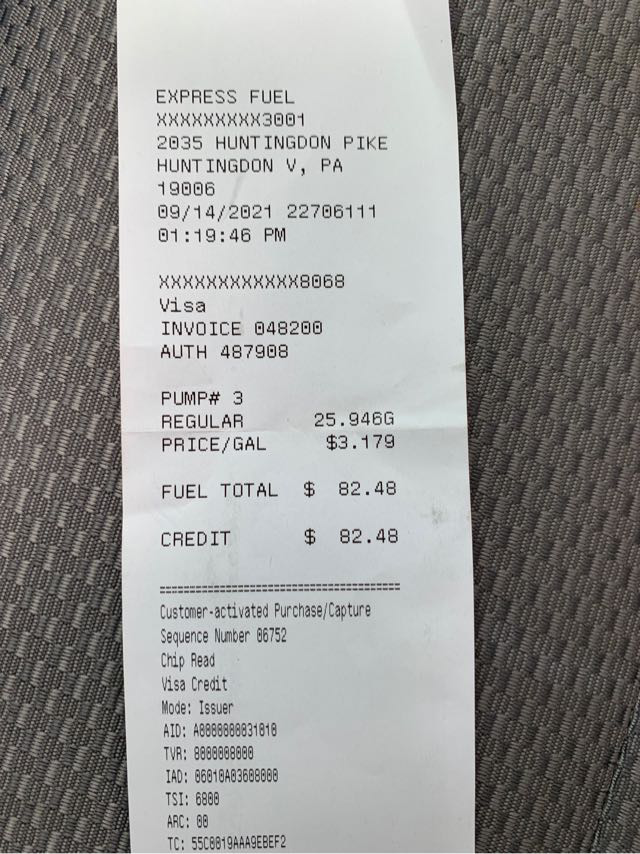 EXPRESS FUEL
XXXXXXXXX3001
2035 HUNTINGDON PIKE
HUNTINGDON V, PA
19006
09/14/2021 22706111
01:19:46 PM
XXXXXXXXXXXX8068
Visa
INVOICE 048200
AUTH 487908
PUMP# 3
REGULAR 25.946G
PRICE/GAL $3.179
FUEL TOTAL $ 82.48
CREDIT $ 82.48
=====================================
Customer-activated Purchase/Capture
Sequence Number 06752
Chip Read
Visa Credit
Mode: Issuer
AID: A0000000031010
TVR: 8000008000
IAD: 06010A03608000
TSI: 6800
ARC: 00
TC: 55C0019AAA9EBEF2